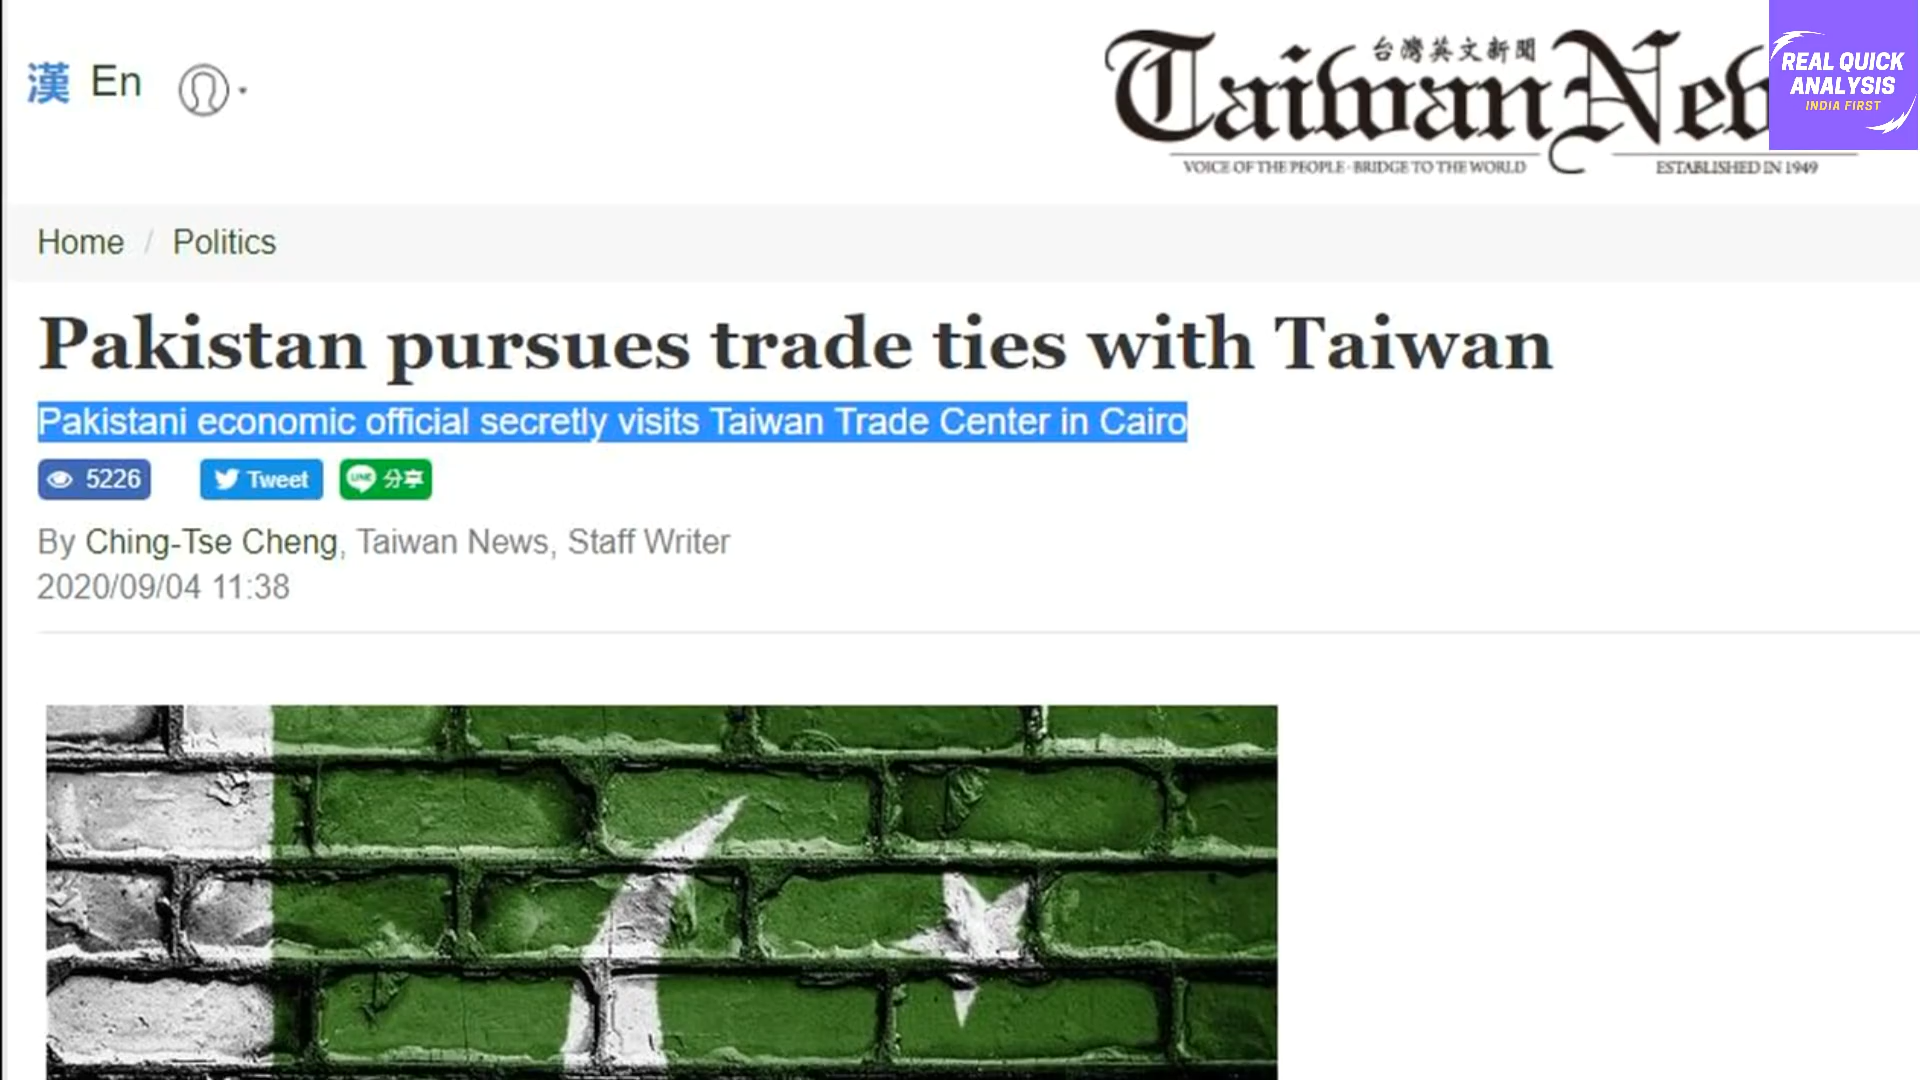 漢 En
台灣英文新聞
Taiwan New
VOICE OF THE PEOPLE · BRIDGE TO THE WORLD
ESTABLISHED IN 1949
REAL QUICK
ANALYSIS
INDIA FIRST
Home / Politics
Pakistan pursues trade ties with Taiwan
Pakistani economic official secretly visits Taiwan Trade Center in Cairo
5226 Tweet LINE 分享
By Ching-Tse Cheng, Taiwan News, Staff Writer
2020/09/04 11:38